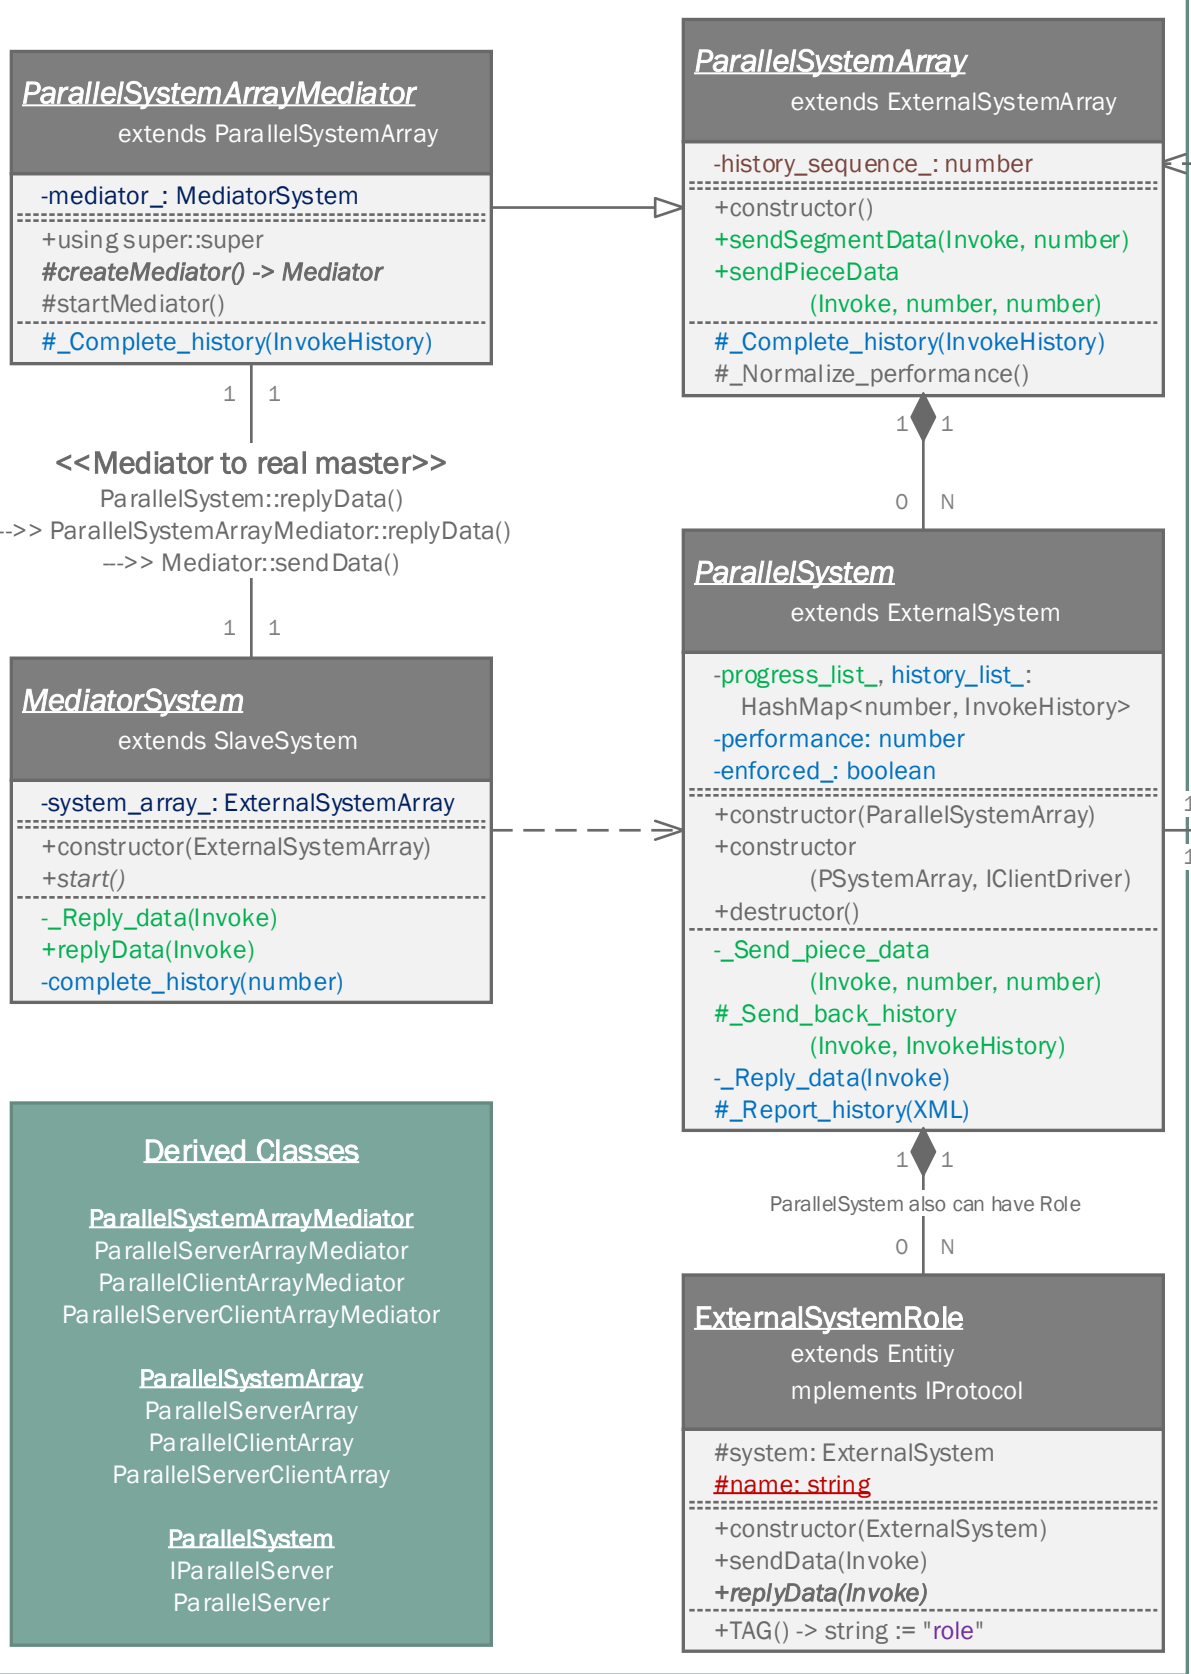 ParallelSystemArrayMediator
extends ParallelSystemArray
-mediator_: MediatorSystem
+using super::super
#createMediator() -> Mediator
#startMediator()
#_Complete_history(InvokeHistory)
1 1
<<Mediator to real master>>
ParallelSystem::replyData()
-->> ParallelSystemArrayMediator::replyData()
-->> Mediator::sendData()
1 1
MediatorSystem
extends SlaveSystem
-system_array_: ExternalSystemArray
+constructor(ExternalSystemArray)
+start()
-_Reply_data(Invoke)
+replyData(Invoke)
-complete_history(number)
Derived Classes
ParallelSystemArrayMediator
ParallelServerArrayMediator
ParallelClientArrayMediator
ParallelServerClientArrayMediator
ParallelSystemArray
ParallelServerArray
ParallelClientArray
ParallelServerClientArray
ParallelSystem
IParallelServer
ParallelServer
ParallelSystemArray
extends ExternalSystemArray
-history_sequence_: number
+constructor()
+sendSegmentData(Invoke, number)
+sendPieceData
(Invoke, number, number)
#_Complete_history(InvokeHistory)
#_Normalize_performance()
1 1
0 N
ParallelSystem
extends ExternalSystem
-progress_list_, history_list_:
HashMap<number, InvokeHistory>
-performance: number
-enforced_: boolean
+constructor(ParallelSystemArray)
+constructor
(PSystemArray, IClientDriver)
+destructor()
-_Send_piece_data
(Invoke, number, number)
#_Send_back_history
(Invoke, InvokeHistory)
-_Reply_data(Invoke)
#_Report_history(XML)
1
1
1 1
ParallelSystem also can have Role
0 N
ExternalSystemRole
extends Entitiy
mplements IProtocol
#system: ExternalSystem
#name: string
+constructor(ExternalSystem)
+sendData(Invoke)
+replyData(Invoke)
+TAG() -> string := "role"